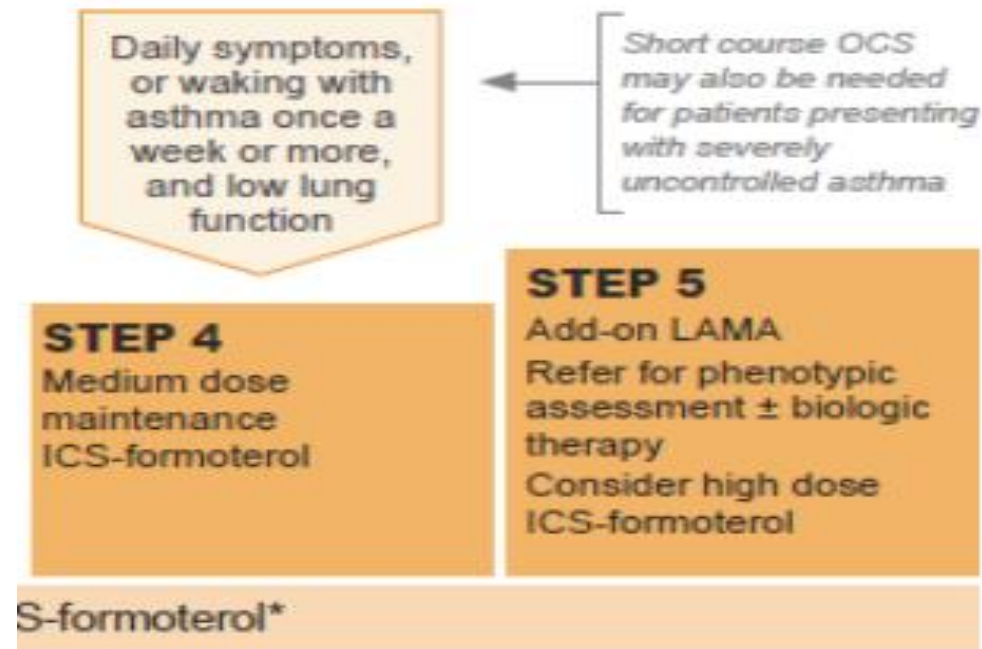 Daily symptoms,
or waking with
asthma once a
week or more,
and low lung
function
Short course OCS
may also be needed
for patients presenting
with severely
uncontrolled asthma
STEP 4
Medium dose
maintenance
ICS-formoterol
STEP 5
Add-on LAMA
Refer for phenotypic
assessment ± biologic
therapy
Consider high dose
ICS-formoterol
S-formoterol*